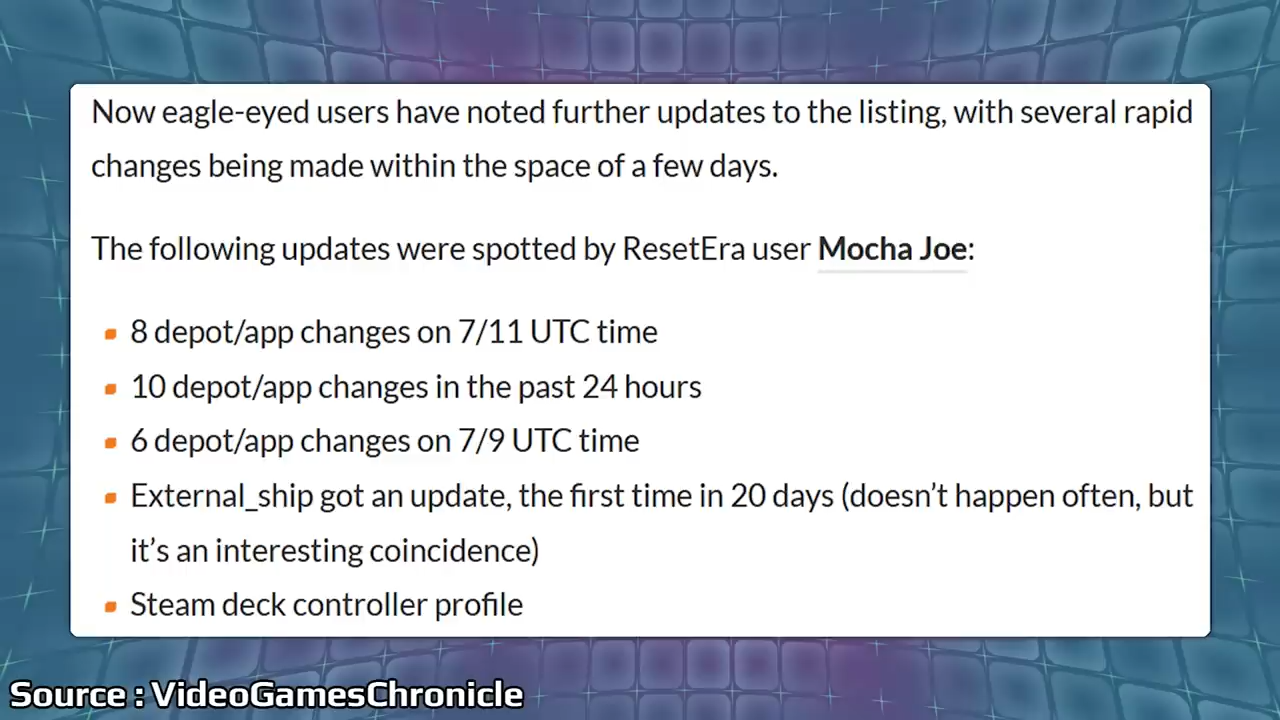 Now eagle-eyed users have noted further updates to the listing, with several rapid
changes being made within the space of a few days.
The following updates were spotted by ResetEra user Mocha Joe:
8 depot/app changes on 7/11 UTC time
10 depot/app changes in the past 24 hours
6 depot/app changes on 7/9 UTC time
External_ship got an update, the first time in 20 days (doesn’t happen often, but
it’s an interesting coincidence)
Steam deck controller profile
Source : VideoGamesChronicle